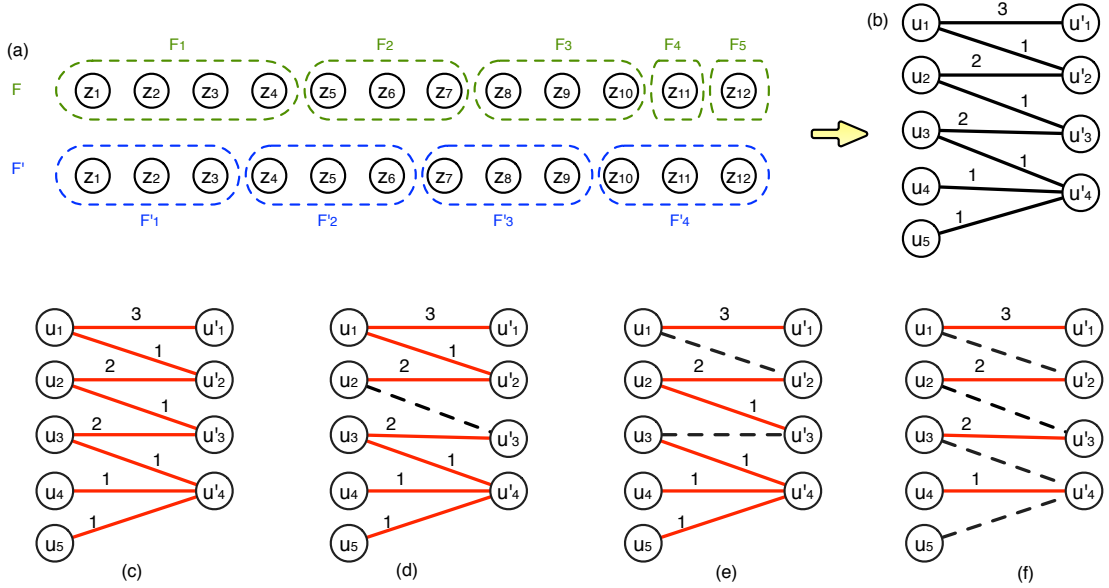 (a)
F1 F2 F3 F4 F5
F z1 z2 z3 z4 z5 z6 z7 z8 z9 z10 z11 z12
F' z1 z2 z3 z4 z5 z6 z7 z8 z9 z10 z11 z12
F'1 F'2 F'3 F'4
(b)
u1 3 u'1
1
u2 2 u'2
1
u3 2 u'3
1
u4 1 u'4
u5 1
u1 3 u'1
1
u2 2 u'2
1
u3 2 u'3
1
u4 1 u'4
1
u5
(c)
u1 3 u'1
1
u2 2 u'2
u3 2 u'3
1
u4 1 u'4
1
u5
(d)
u1 3 u'1
u2 2 u'2
1
u3 u'3
1
u4 1 u'4
1
u5
(e)
u1 3 u'1
u2 2 u'2
u3 2 u'3
u4 1 u'4
u5
(f)